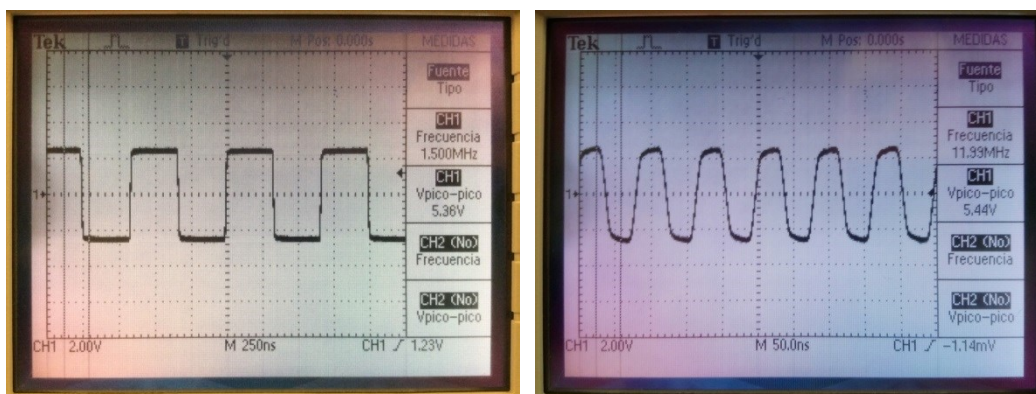 Tek T Trig'd M Pos: 0.000s MEDIDAS
Fuente
Tipo
CH1
Frecuencia
1.500MHz
CH1
Vpico-pico
5.36V
CH2 (No)
Frecuencia
CH2 (No)
Vpico-pico
1
CH1 2.00V M 250ns CH1 1.23V
Tek T Trig'd M Pos: 0.000s MEDIDAS
Fuente
Tipo
CH1
Frecuencia
11.99MHz
CH1
Vpico-pico
5.44V
CH2 (No)
Frecuencia
CH2 (No)
Vpico-pico
1
CH1 2.00V M 50.0ns CH1 -1.14mV